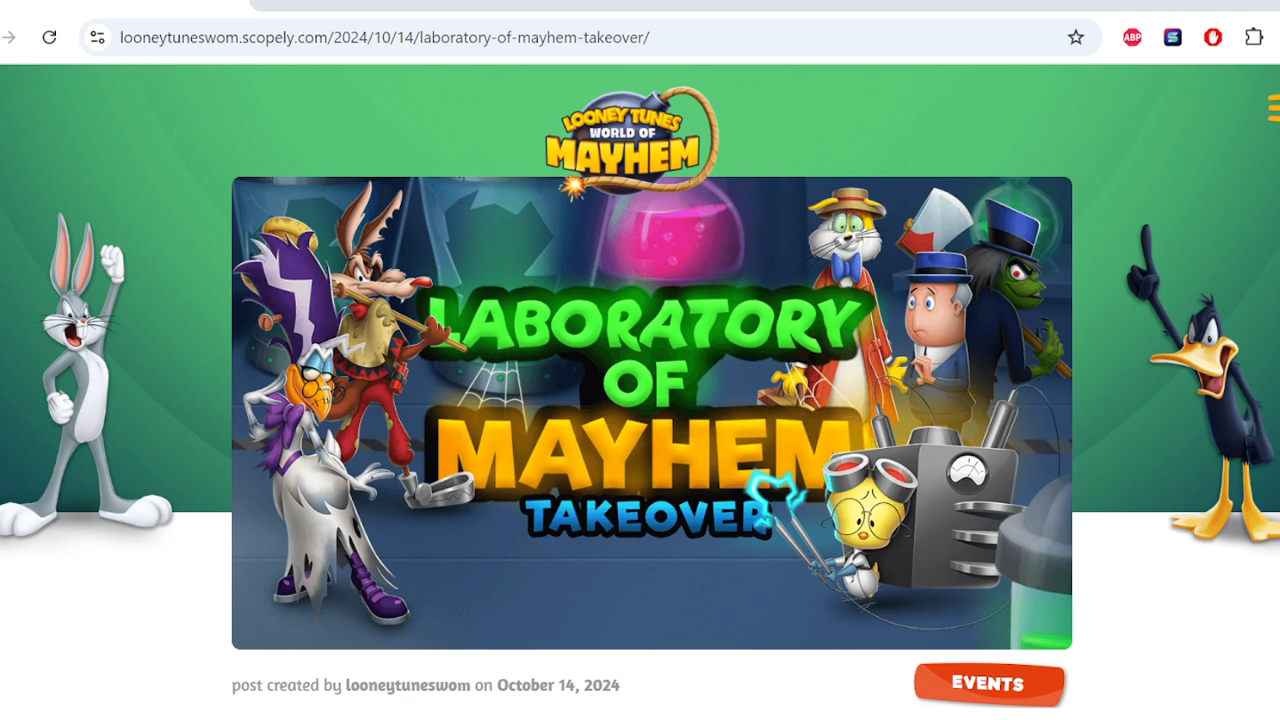 looneytuneswom.scopely.com/2024/10/14/laboratory-of-mayhem-takeover/
ABP
LOONEY TUNES
WORLD OF
MAYHEM
LABORATORY
OF
MAYHEM
TAKEOVER
post created by looneytuneswom on October 14, 2024
EVENTS